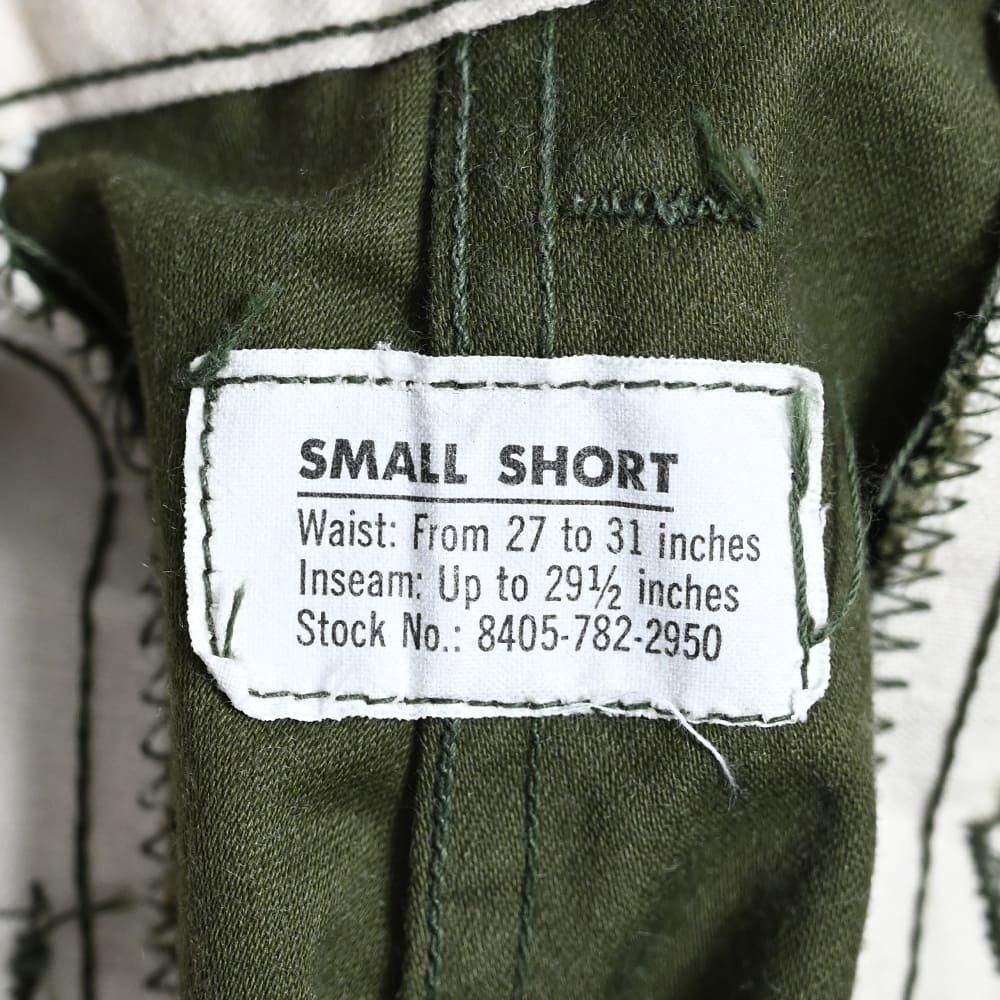 SMALL SHORT
Waist: From 27 to 31 inches
Inseam: Up to 29½ inches
Stock No.: 8405-782-2950